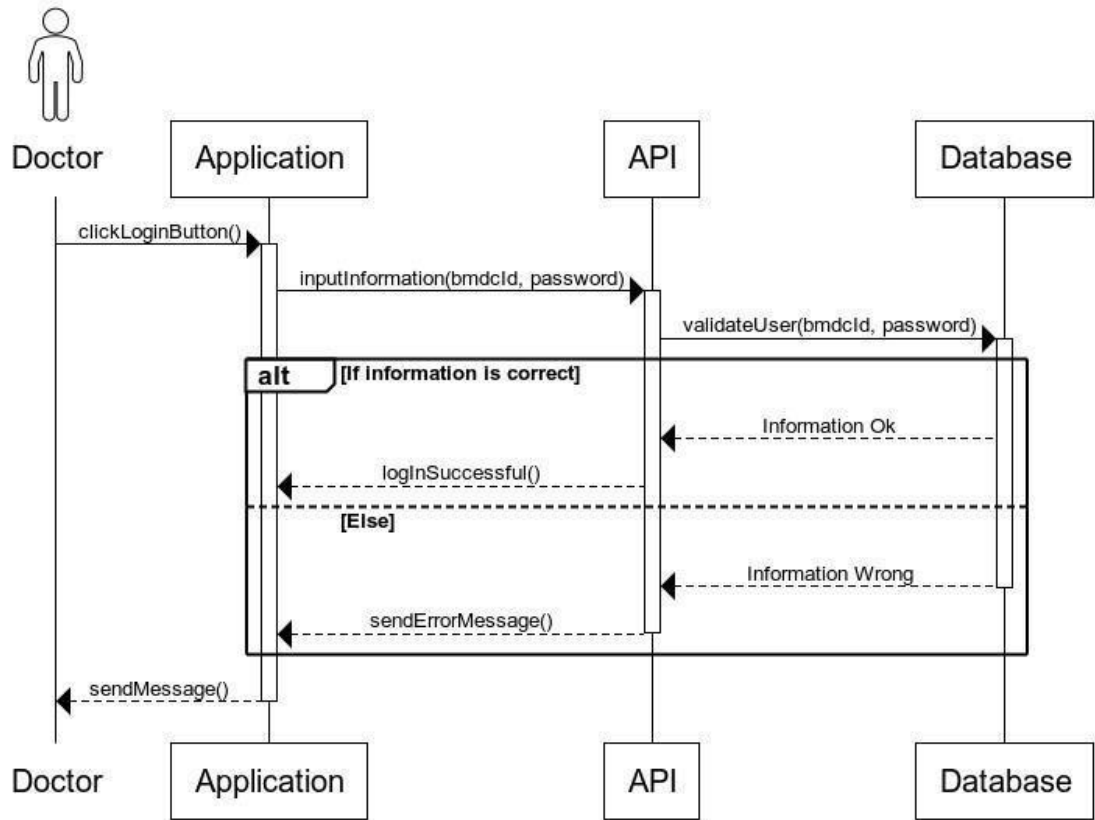 Doctor
Application
API
Database
clickLoginButton()
inputInformation(bmdcId, password)
validateUser(bmdcId, password)
alt
[If information is correct]
Information Ok
logInSuccessful()
[Else]
Information Wrong
sendErrorMessage()
sendMessage()
Doctor
Application
API
Database